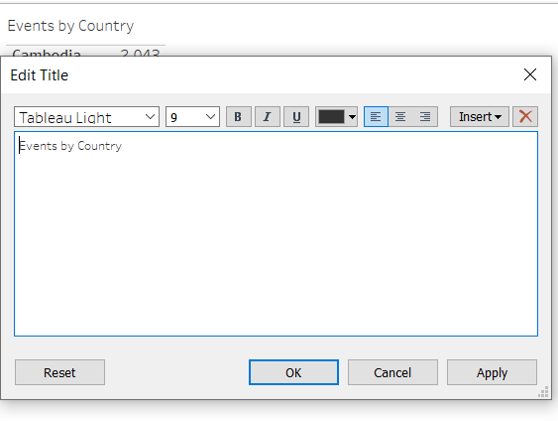 Events by Country
Cambodia 2,043
Edit Title
Tableau Light 9 B I U Insert
Events by Country
Reset OK Cancel Apply